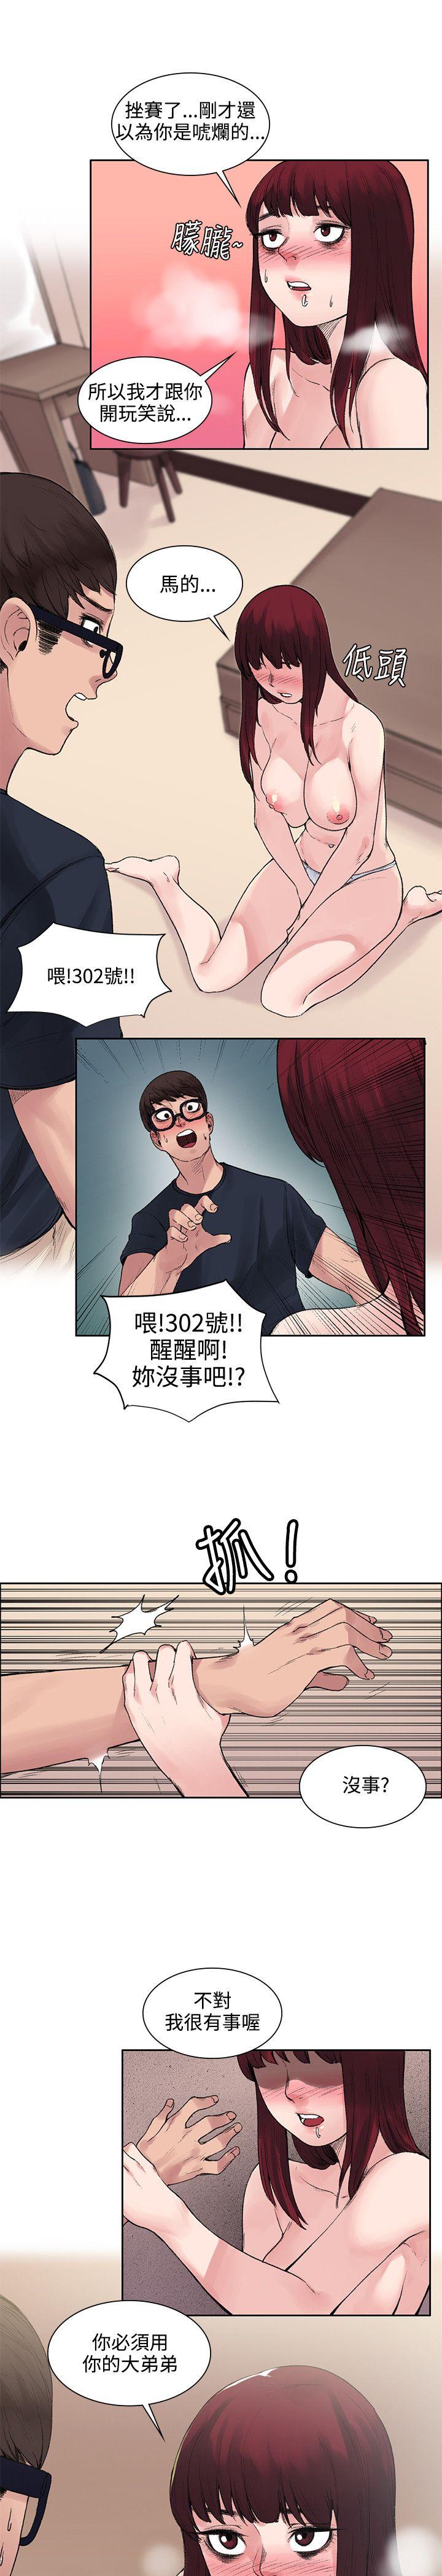 挫賽了...剛才還
以為你是唬爛的...
朦朧~
所以我才跟你
開玩笑說...
馬的...
低頭
喂!302號!!
喂!302號!!
醒醒啊!
妳沒事吧!?
抓!
沒事?
不對
我很有事喔
你必須用
你的大弟弟